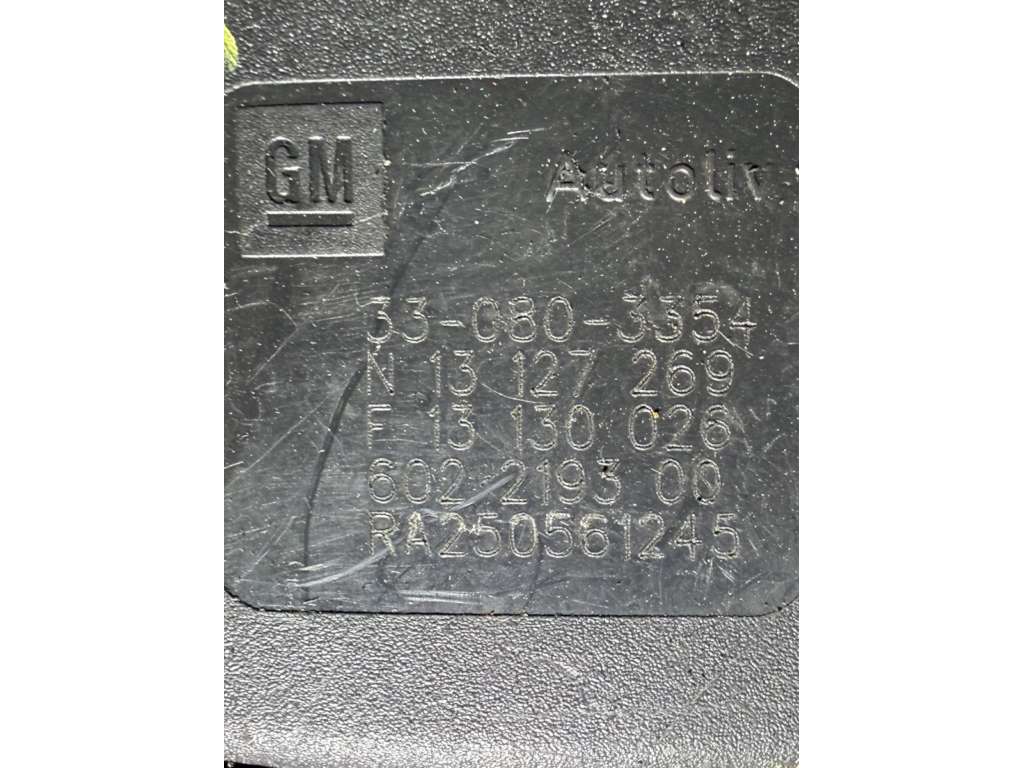 GM
Autoliv
33-080-3354
N 13 127 269
F 13 130 026
602 2193 00
RA250561245